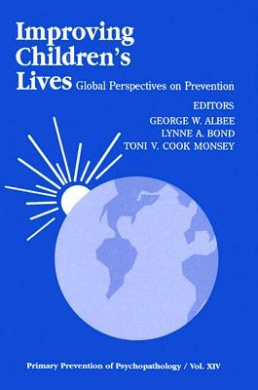 Improving
Children's
Lives Global Perspectives on Prevention
EDITORS
GEORGE W. ALBEE
LYNNE A. BOND
TONI V. COOK MONSEY
Primary Prevention of Psychopathology / Vol. XIV